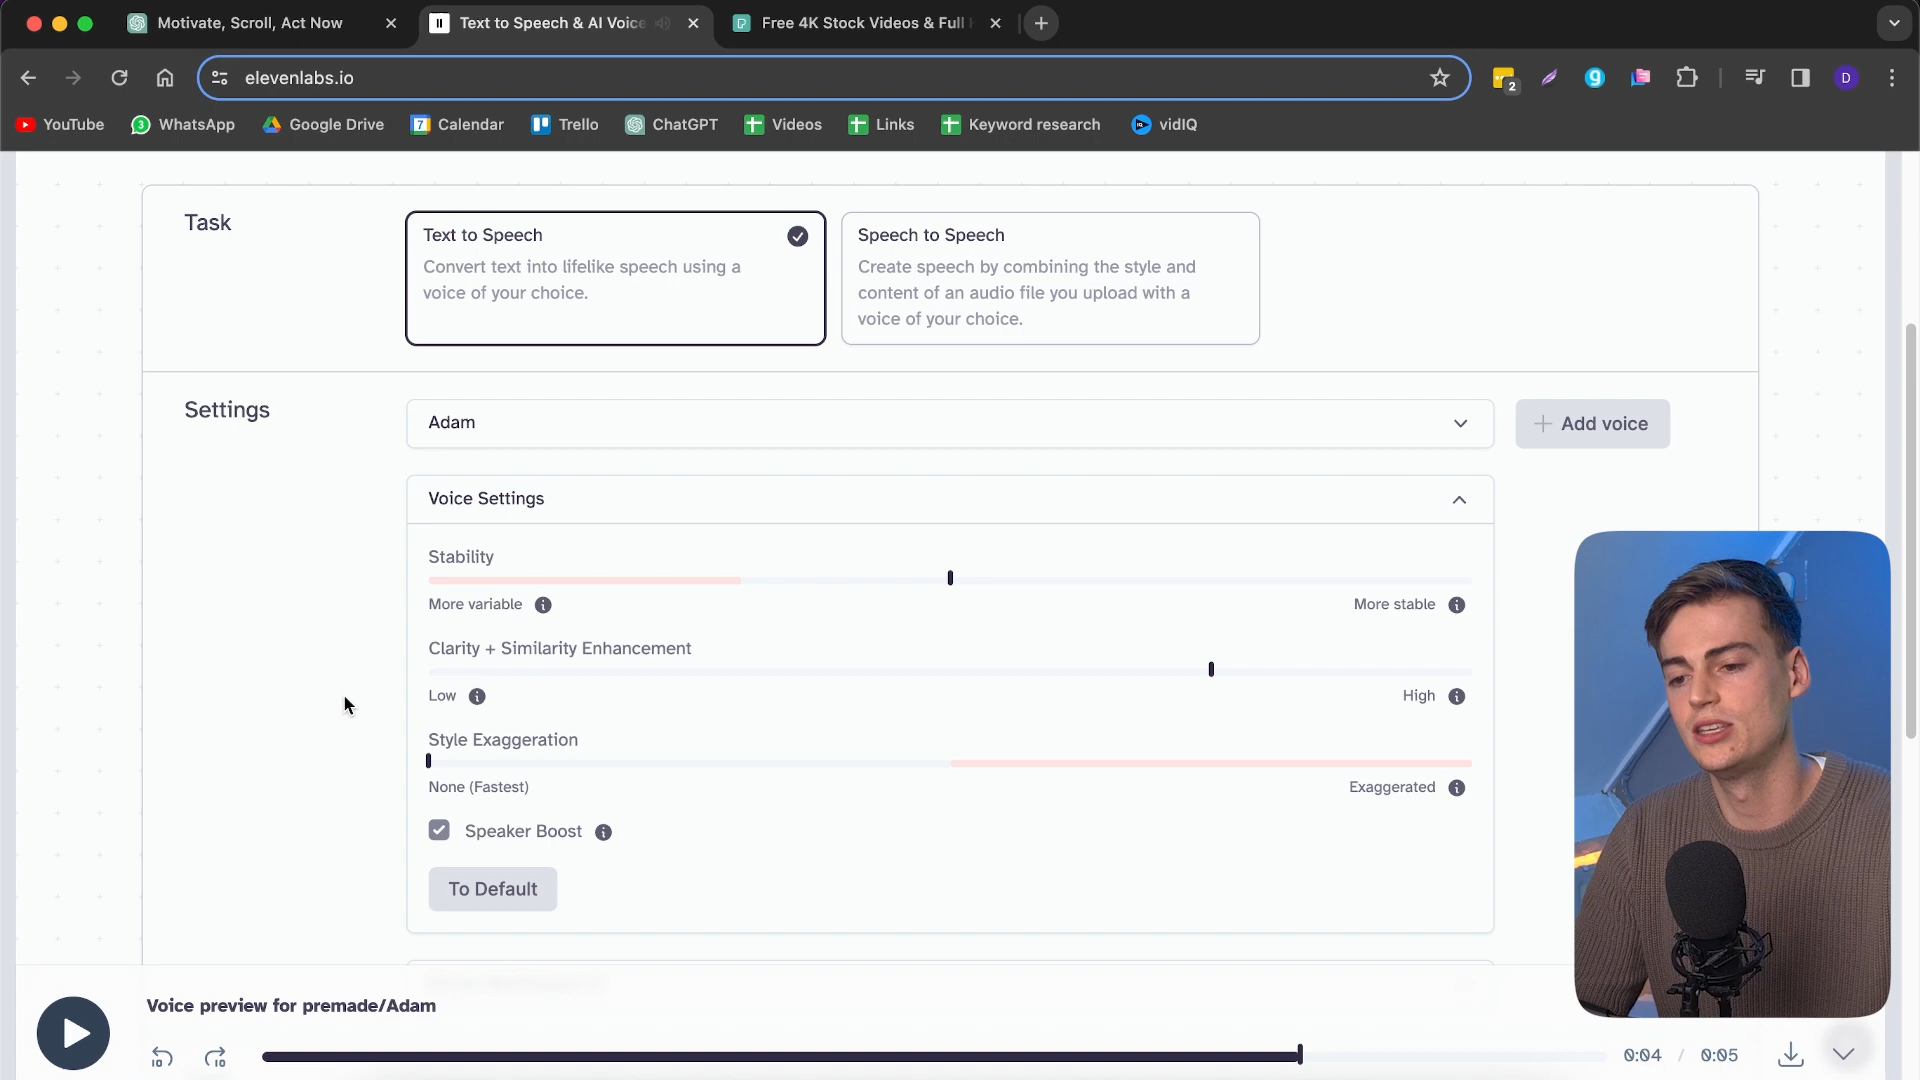 Motivate, Scroll, Act Now
Text to Speech & AI Voice
Free 4K Stock Videos & Full
elevenlabs.io
2
D
YouTube
3
WhatsApp
Google Drive
7
Calendar
Trello
ChatGPT
Videos
Links
Keyword research
vidIQ
Task
Text to Speech
Convert text into lifelike speech using a
voice of your choice.
Speech to Speech
Create speech by combining the style and
content of an audio file you upload with a
voice of your choice.
Settings
Adam
+ Add voice
Voice Settings
Stability
More variable
More stable
Clarity + Similarity Enhancement
Low
High
Style Exaggeration
None (Fastest)
Exaggerated
Speaker Boost
To Default
Voice preview for premade/Adam
10
10
0:04 / 0:05